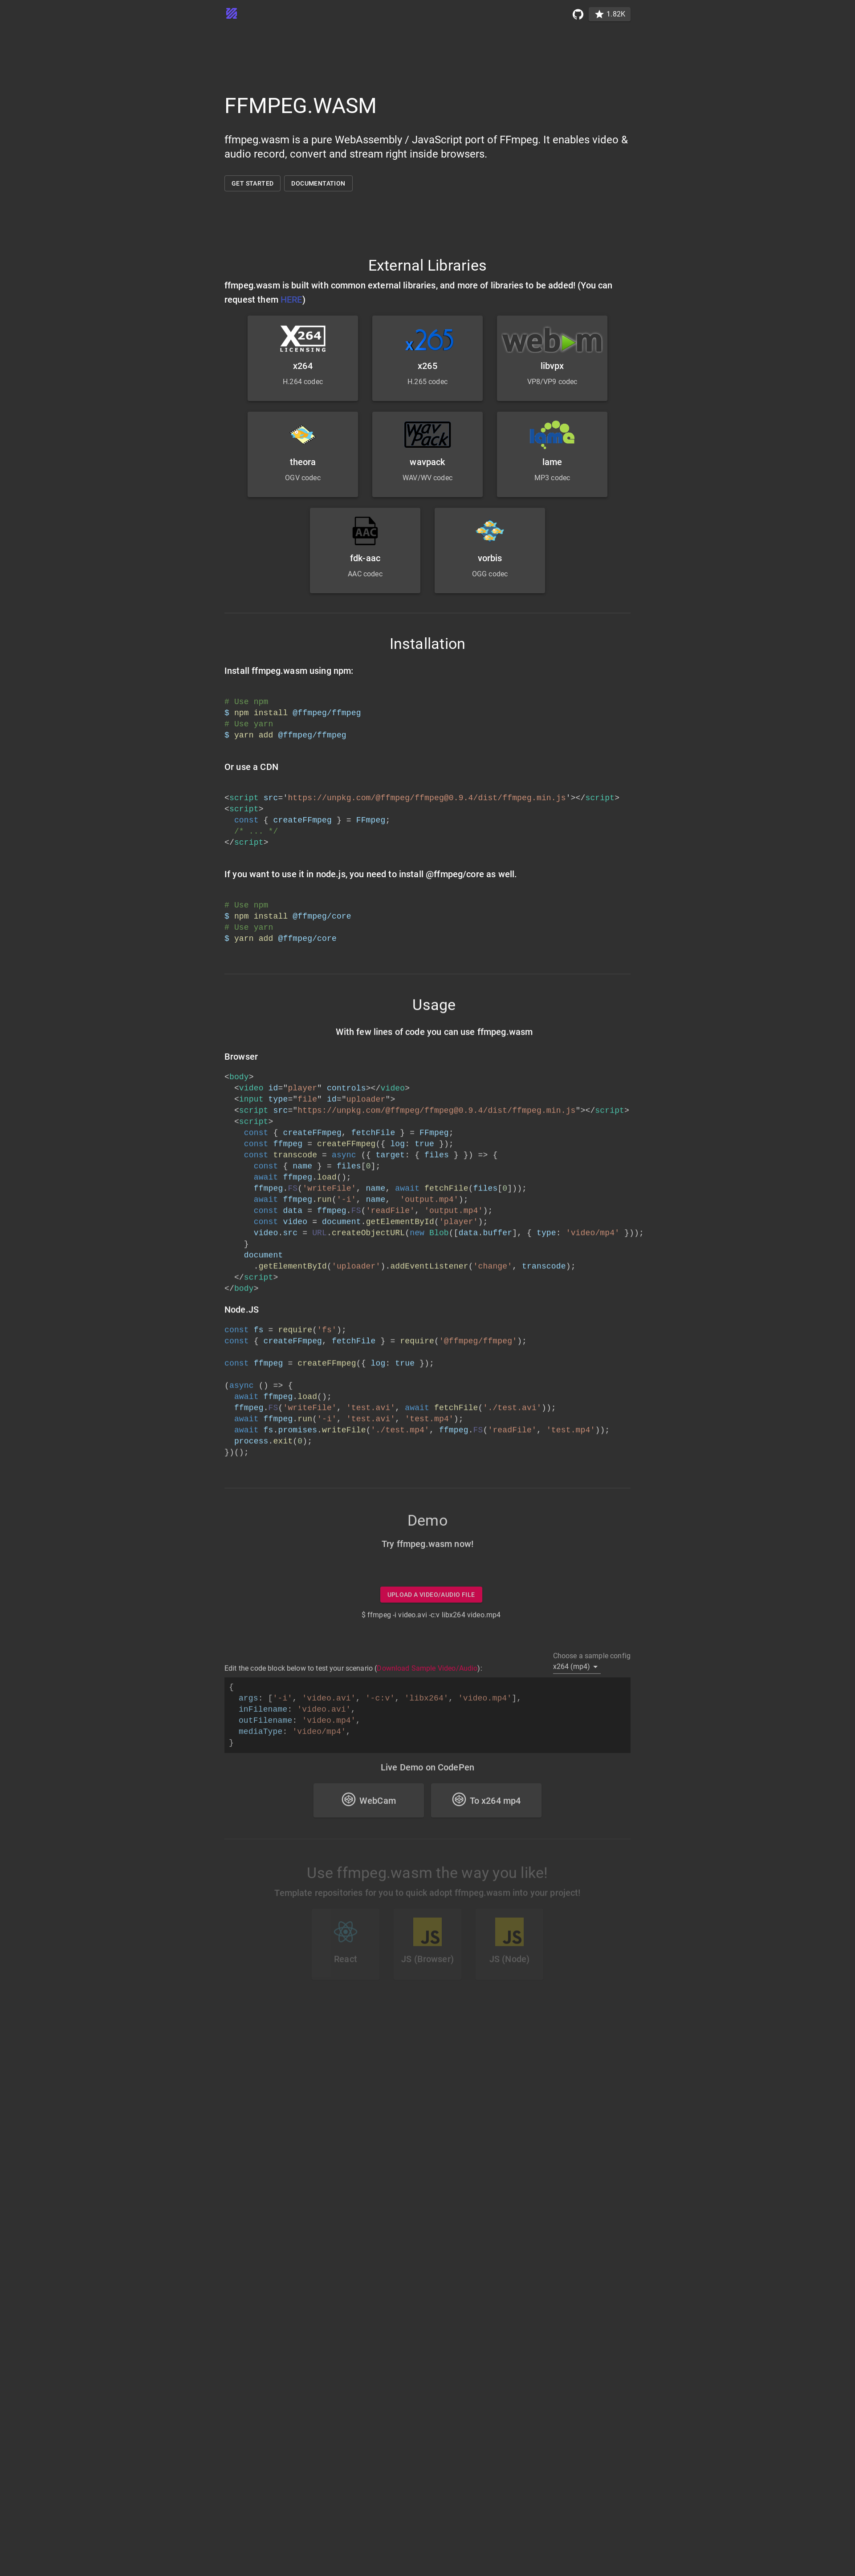 1.82K
FFMPEG.WASM
ffmpeg.wasm is a pure WebAssembly / JavaScript port of FFmpeg. It enables video &
audio record, convert and stream right inside browsers.
GET STARTED
DOCUMENTATION
External Libraries
ffmpeg.wasm is built with common external libraries, and more of libraries to be added! (You can
request them HERE)
X264
LICENSING
x264
H.264 codec
x265
x265
H.265 codec
webm
libvpx
VP8/VP9 codec
theora
OGV codec
Wav
Pack
wavpack
WAV/WV codec
lame
lame
MP3 codec
AAC
fdk-aac
AAC codec
vorbis
OGG codec
Installation
Install ffmpeg.wasm using npm:
# Use npm
$ npm install @ffmpeg/ffmpeg
# Use yarn
$ yarn add @ffmpeg/ffmpeg
Or use a CDN
<script src='https://unpkg.com/@ffmpeg/ffmpeg@0.9.4/dist/ffmpeg.min.js'></script>
<script>
  const { createFFmpeg } = FFmpeg;
  /* ... */
</script>
If you want to use it in node.js, you need to install @ffmpeg/core as well.
# Use npm
$ npm install @ffmpeg/core
# Use yarn
$ yarn add @ffmpeg/core
Usage
With few lines of code you can use ffmpeg.wasm
Browser
<body>
  <video id="player" controls></video>
  <input type="file" id="uploader">
  <script src="https://unpkg.com/@ffmpeg/ffmpeg@0.9.4/dist/ffmpeg.min.js"></script>
  <script>
    const { createFFmpeg, fetchFile } = FFmpeg;
    const ffmpeg = createFFmpeg({ log: true });
    const transcode = async ({ target: { files } }) => {
      const { name } = files[0];
      await ffmpeg.load();
      ffmpeg.FS('writeFile', name, await fetchFile(files[0]));
      await ffmpeg.run('-i', name,  'output.mp4');
      const data = ffmpeg.FS('readFile', 'output.mp4');
      const video = document.getElementById('player');
      video.src = URL.createObjectURL(new Blob([data.buffer], { type: 'video/mp4' }));
    }
    document
      .getElementById('uploader').addEventListener('change', transcode);
  </script>
</body>
Node.JS
const fs = require('fs');
const { createFFmpeg, fetchFile } = require('@ffmpeg/ffmpeg');
const ffmpeg = createFFmpeg({ log: true });
(async () => {
  await ffmpeg.load();
  ffmpeg.FS('writeFile', 'test.avi', await fetchFile('./test.avi'));
  await ffmpeg.run('-i', 'test.avi', 'test.mp4');
  await fs.promises.writeFile('./test.mp4', ffmpeg.FS('readFile', 'test.mp4'));
  process.exit(0);
})();
Demo
Try ffmpeg.wasm now!
UPLOAD A VIDEO/AUDIO FILE
$ ffmpeg -i video.avi -c:v libx264 video.mp4
Choose a sample config
x264 (mp4)
Edit the code block below to test your scenario (Download Sample Video/Audio):
{
  args: ['-i', 'video.avi', '-c:v', 'libx264', 'video.mp4'],
  inFilename: 'video.avi',
  outFilename: 'video.mp4',
  mediaType: 'video/mp4',
}
Live Demo on CodePen
WebCam
To x264 mp4
Use ffmpeg.wasm the way you like!
Template repositories for you to quick adopt ffmpeg.wasm into your project!
React
JS
JS (Browser)
JS
JS (Node)